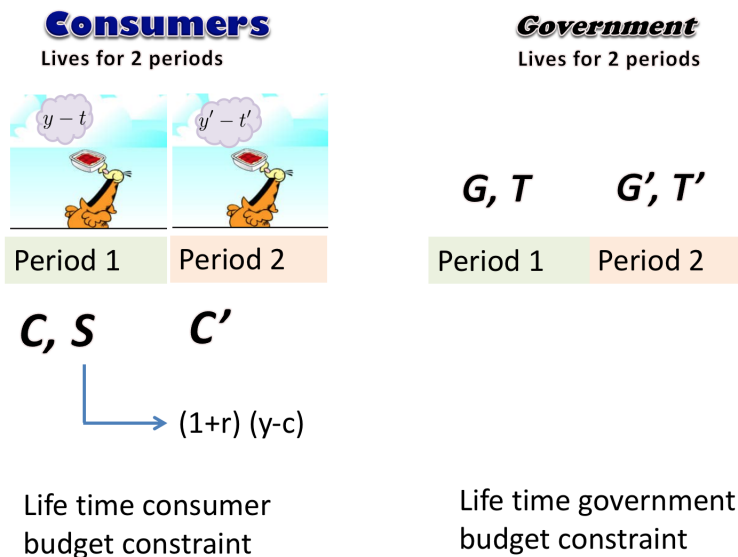 Consumers
Lives for 2 periods
y − t
y′ − t′
Period 1
Period 2
C, S
C’
(1+r) (y-c)
Life time consumer
budget constraint
Government
Lives for 2 periods
G, T
G’, T’
Period 1
Period 2
Life time government
budget constraint